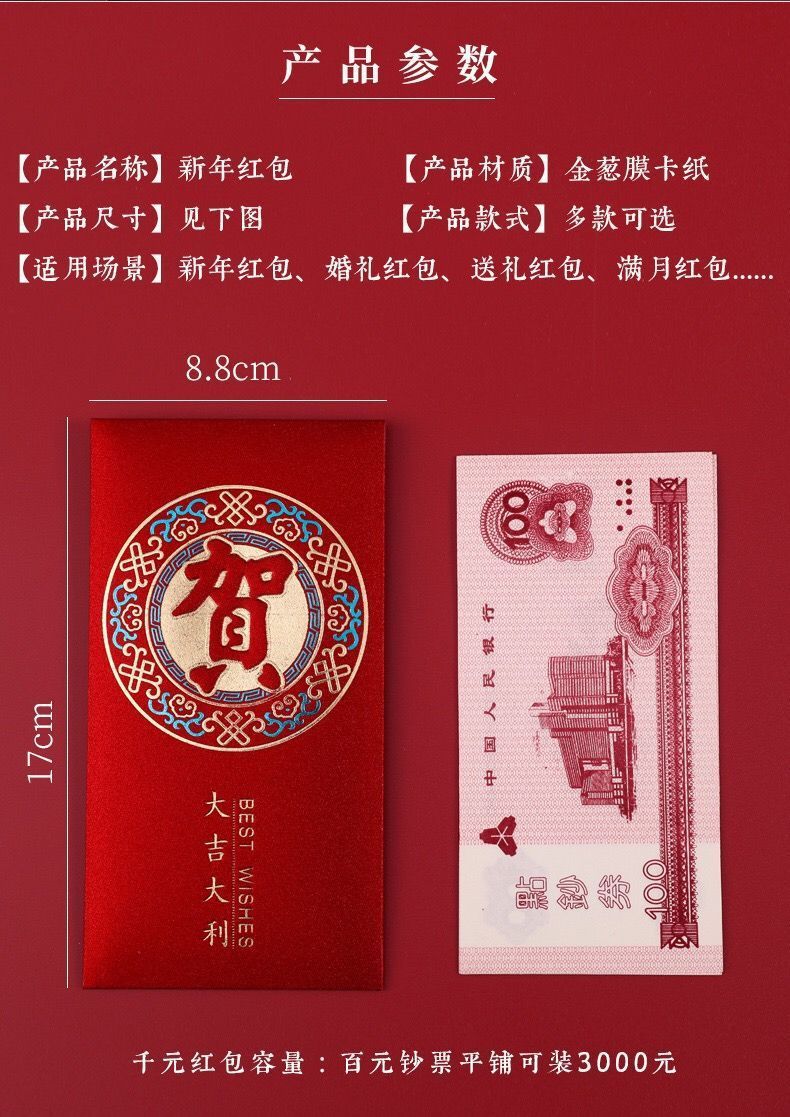 产品参数
【产品名称】新年红包
【产品材质】金葱膜卡纸
【产品尺寸】见下图
【产品款式】多款可选
【适用场景】新年红包、婚礼红包、送礼红包、满月红包......
8.8cm
17cm
贺
大吉大利
BEST WISHES
100
中国人民银行
點鈔券
100
千元红包容量：百元钞票平铺可装3000元